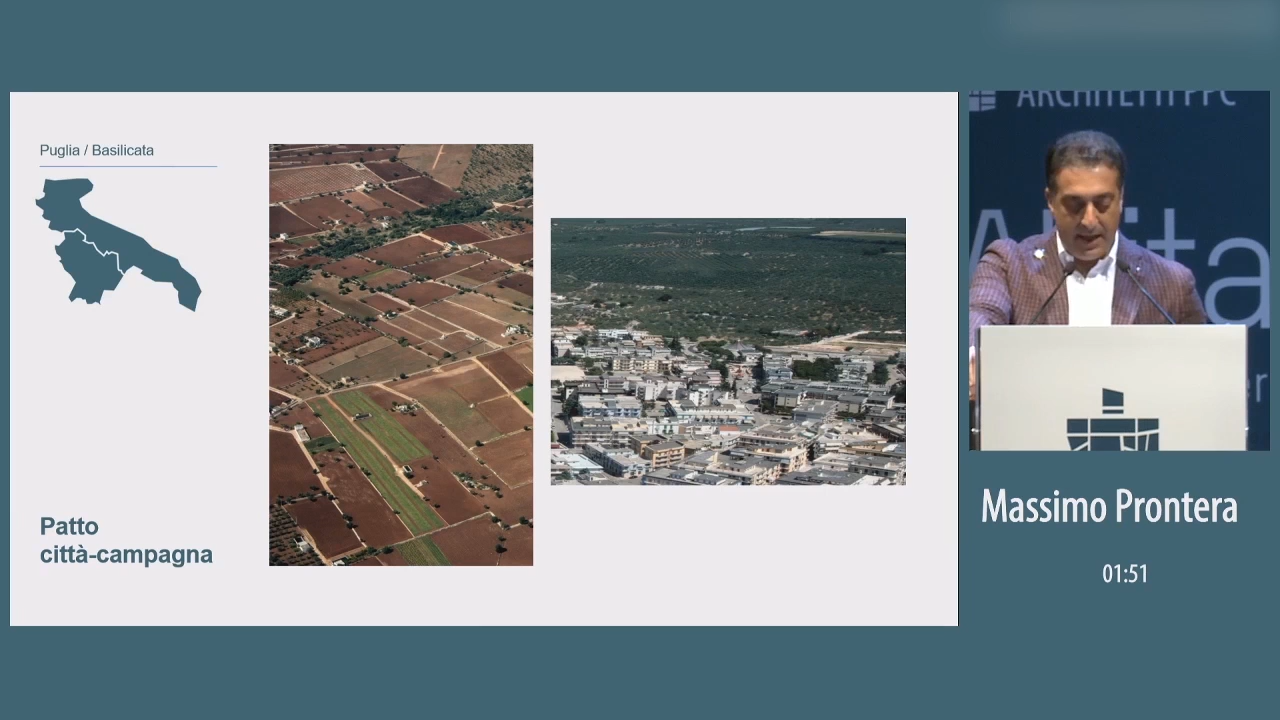 Puglia / Basilicata
Patto
città-campagna
ARCHITETTI PPC
Massimo Prontera
01:51